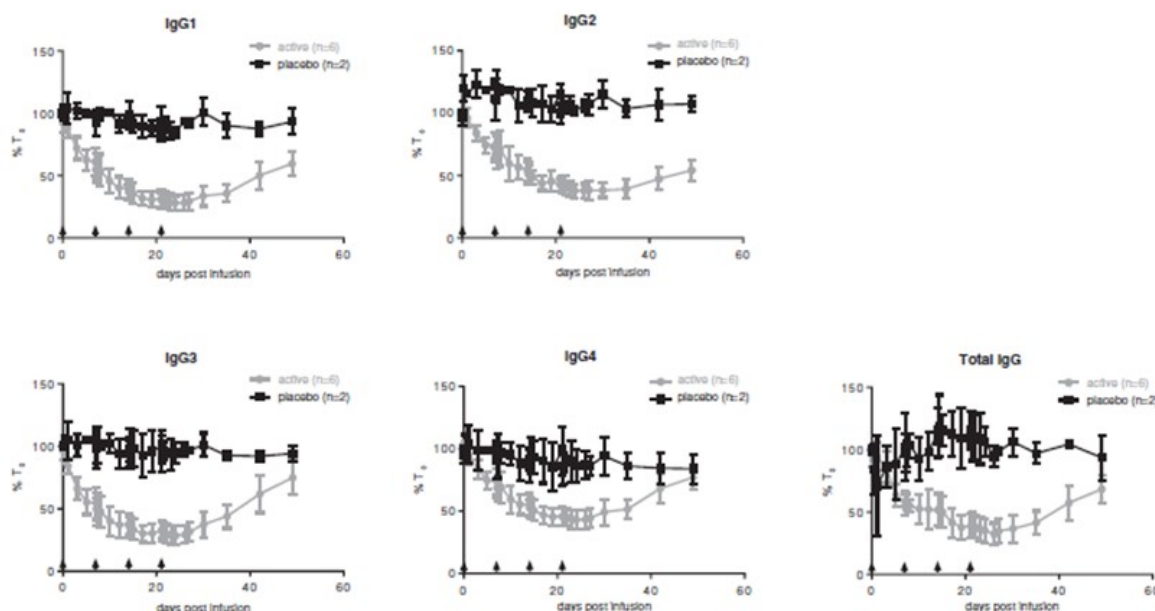 IgG1
active (n=6)
placebo (n=2)
150
100
50
0
% T₀
0 20 40 60
days post infusion
IgG2
active (n=6)
placebo (n=2)
150
100
50
0
% T₀
0 20 40 60
days post infusion
IgG3
active (n=6)
placebo (n=2)
150
100
50
0
% T₀
0 20 40 60
days post infusion
IgG4
active (n=6)
placebo (n=2)
150
100
50
0
% T₀
0 20 40 60
days post infusion
Total IgG
active (n=6)
placebo (n=2)
150
100
50
0
% T₀
0 20 40 60
days post infusion